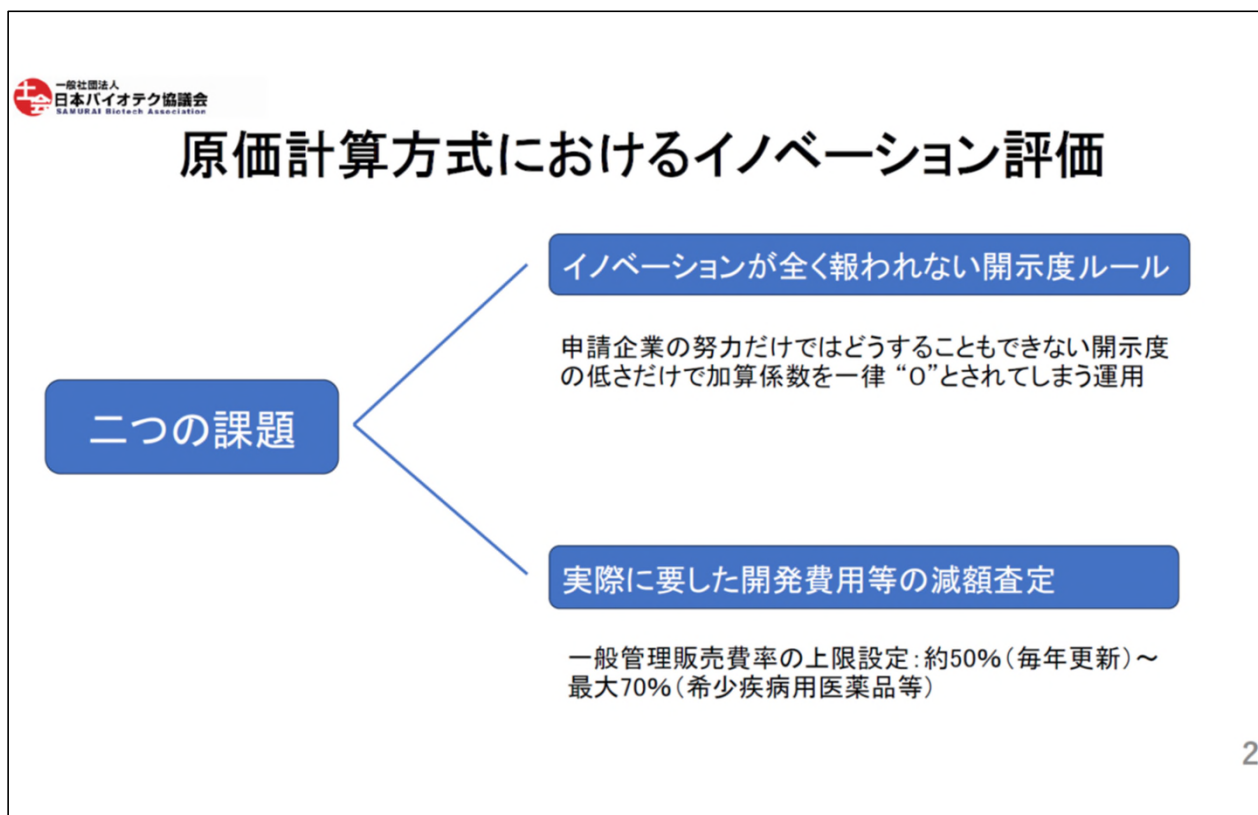 一般社団法人
日本バイオテク協議会
SAMURAI Biotech Association
原価計算方式におけるイノベーション評価
二つの課題
イノベーションが全く報われない開示度ルール
申請企業の努力だけではどうすることもできない開示度
の低さだけで加算係数を一律 “0”とされてしまう運用
実際に要した開発費用等の減額査定
一般管理販売費率の上限設定：約50%（毎年更新）～
最大70%（希少疾病用医薬品等）
2